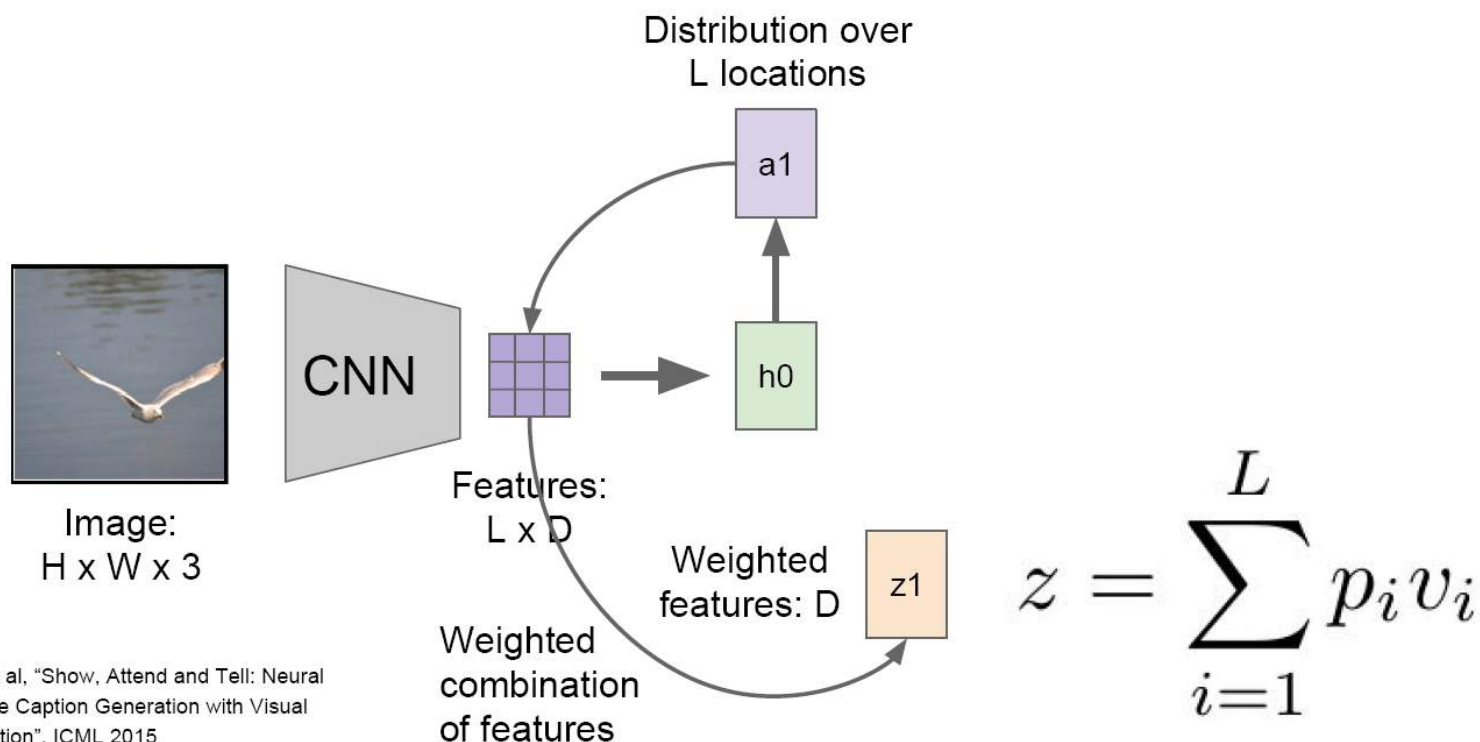 Distribution over
L locations
a1
CNN
h0
Features:
L x D
Image:
H x W x 3
Weighted
features: D
z1
z = \sum_{i=1}^{L} p_i v_i
Weighted
combination
of features
al, “Show, Attend and Tell: Neural
Caption Generation with Visual
ICML 2015